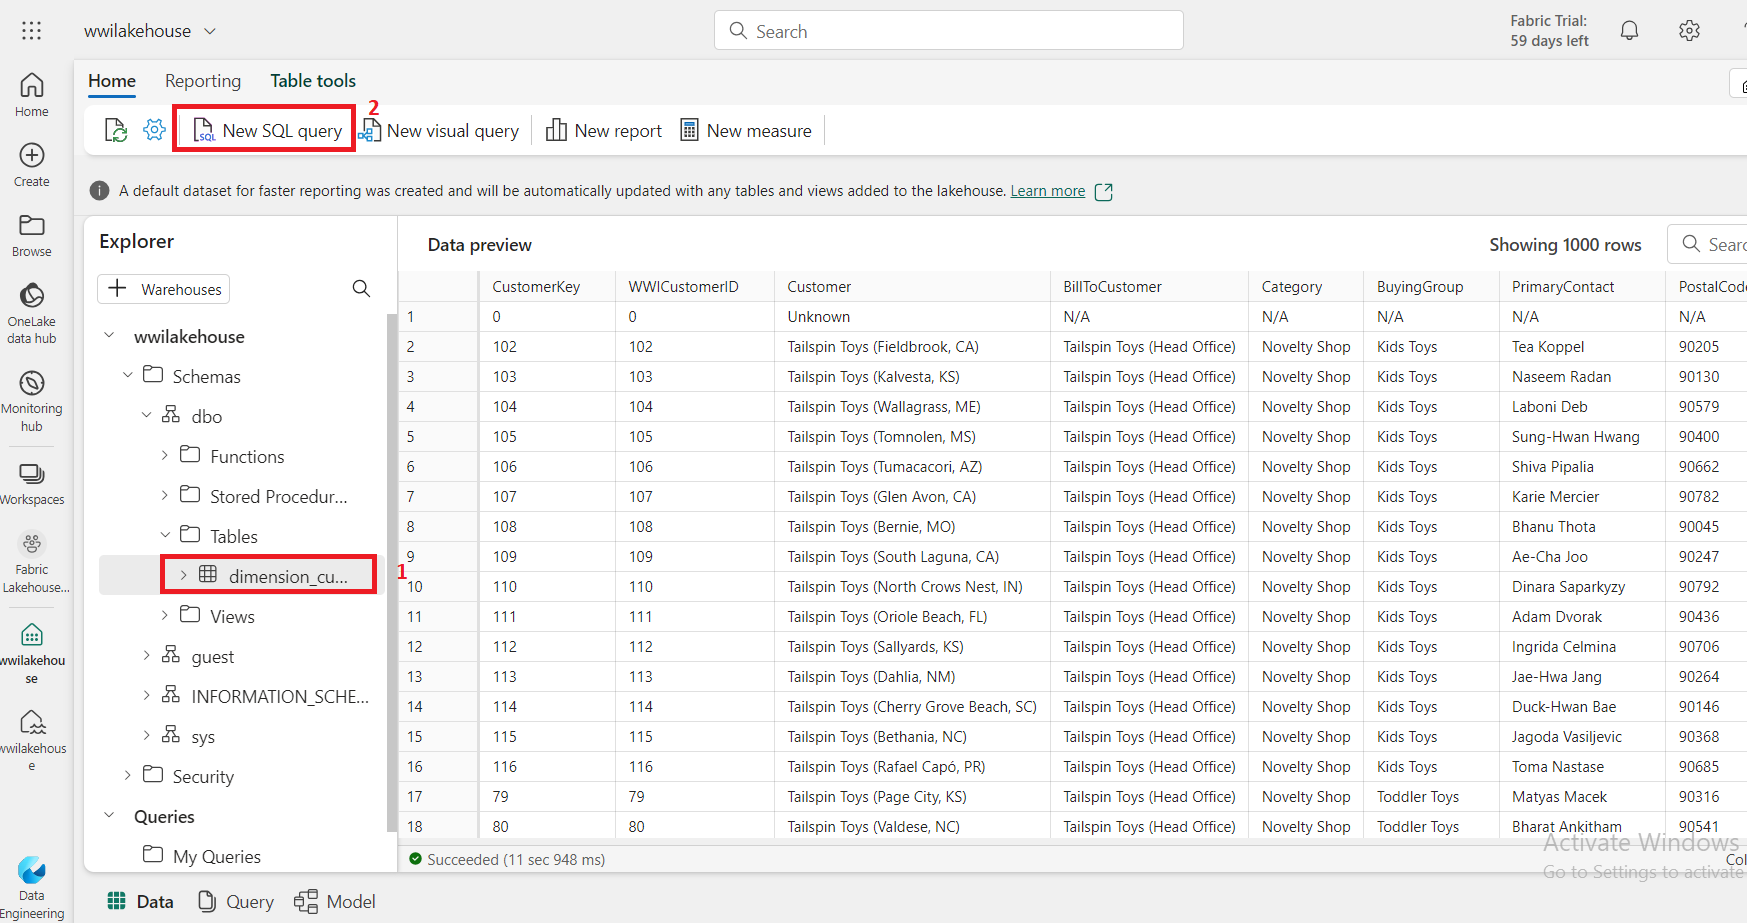 wwilakehouse
Search
Fabric Trial:
59 days left
Home
Create
Browse
OneLake
data hub
Monitoring
hub
Workspaces
Fabric
Lakehouse...
wwilakehou
se
wwilakehous
e
Data
Engineering
Home Reporting Table tools
2
SQL New SQL query New visual query New report New measure
A default dataset for faster reporting was created and will be automatically updated with any tables and views added to the lakehouse. Learn more
Explorer
+ Warehouses
wwilakehouse
Schemas
dbo
Functions
Stored Procedur...
Tables
dimension_cu...
1
Views
guest
INFORMATION_SCHE...
sys
Security
Queries
My Queries
Data preview Showing 1000 rows Searc
CustomerKey WWICustomerID Customer BillToCustomer Category BuyingGroup PrimaryContact PostalCod
1 0 0 Unknown N/A N/A N/A N/A N/A
2 102 102 Tailspin Toys (Fieldbrook, CA) Tailspin Toys (Head Office) Novelty Shop Kids Toys Tea Koppel 90205
3 103 103 Tailspin Toys (Kalvesta, KS) Tailspin Toys (Head Office) Novelty Shop Kids Toys Naseem Radan 90130
4 104 104 Tailspin Toys (Wallagrass, ME) Tailspin Toys (Head Office) Novelty Shop Kids Toys Laboni Deb 90579
5 105 105 Tailspin Toys (Tomnolen, MS) Tailspin Toys (Head Office) Novelty Shop Kids Toys Sung-Hwan Hwang 90400
6 106 106 Tailspin Toys (Tumacacori, AZ) Tailspin Toys (Head Office) Novelty Shop Kids Toys Shiva Pipalia 90662
7 107 107 Tailspin Toys (Glen Avon, CA) Tailspin Toys (Head Office) Novelty Shop Kids Toys Karie Mercier 90782
8 108 108 Tailspin Toys (Bernie, MO) Tailspin Toys (Head Office) Novelty Shop Kids Toys Bhanu Thota 90045
9 109 109 Tailspin Toys (South Laguna, CA) Tailspin Toys (Head Office) Novelty Shop Kids Toys Ae-Cha Joo 90247
10 110 110 Tailspin Toys (North Crows Nest, IN) Tailspin Toys (Head Office) Novelty Shop Kids Toys Dinara Saparkyzy 90792
11 111 111 Tailspin Toys (Oriole Beach, FL) Tailspin Toys (Head Office) Novelty Shop Kids Toys Adam Dvorak 90436
12 112 112 Tailspin Toys (Sallyards, KS) Tailspin Toys (Head Office) Novelty Shop Kids Toys Ingrida Celmina 90706
13 113 113 Tailspin Toys (Dahlia, NM) Tailspin Toys (Head Office) Novelty Shop Kids Toys Jae-Hwa Jang 90264
14 114 114 Tailspin Toys (Cherry Grove Beach, SC) Tailspin Toys (Head Office) Novelty Shop Kids Toys Duck-Hwan Bae 90146
15 115 115 Tailspin Toys (Bethania, NC) Tailspin Toys (Head Office) Novelty Shop Kids Toys Jagoda Vasiljevic 90368
16 116 116 Tailspin Toys (Rafael Capó, PR) Tailspin Toys (Head Office) Novelty Shop Kids Toys Toma Nastase 90685
17 79 79 Tailspin Toys (Page City, KS) Tailspin Toys (Head Office) Novelty Shop Toddler Toys Matyas Macek 90316
18 80 80 Tailspin Toys (Valdese, NC) Tailspin Toys (Head Office) Novelty Shop Toddler Toys Bharat Ankitham 90541
Activate Windows
Go to Settings to activate
Succeeded (11 sec 948 ms) Col
Data Query Model